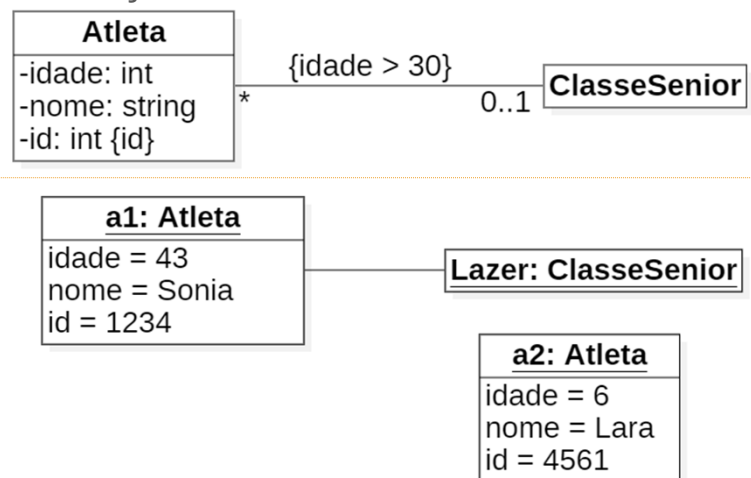 Atleta
-idade: int
-nome: string
-id: int {id}
{idade > 30}
*
0..1
ClasseSenior
a1: Atleta
idade = 43
nome = Sonia
id = 1234
Lazer: ClasseSenior
a2: Atleta
idade = 6
nome = Lara
id = 4561